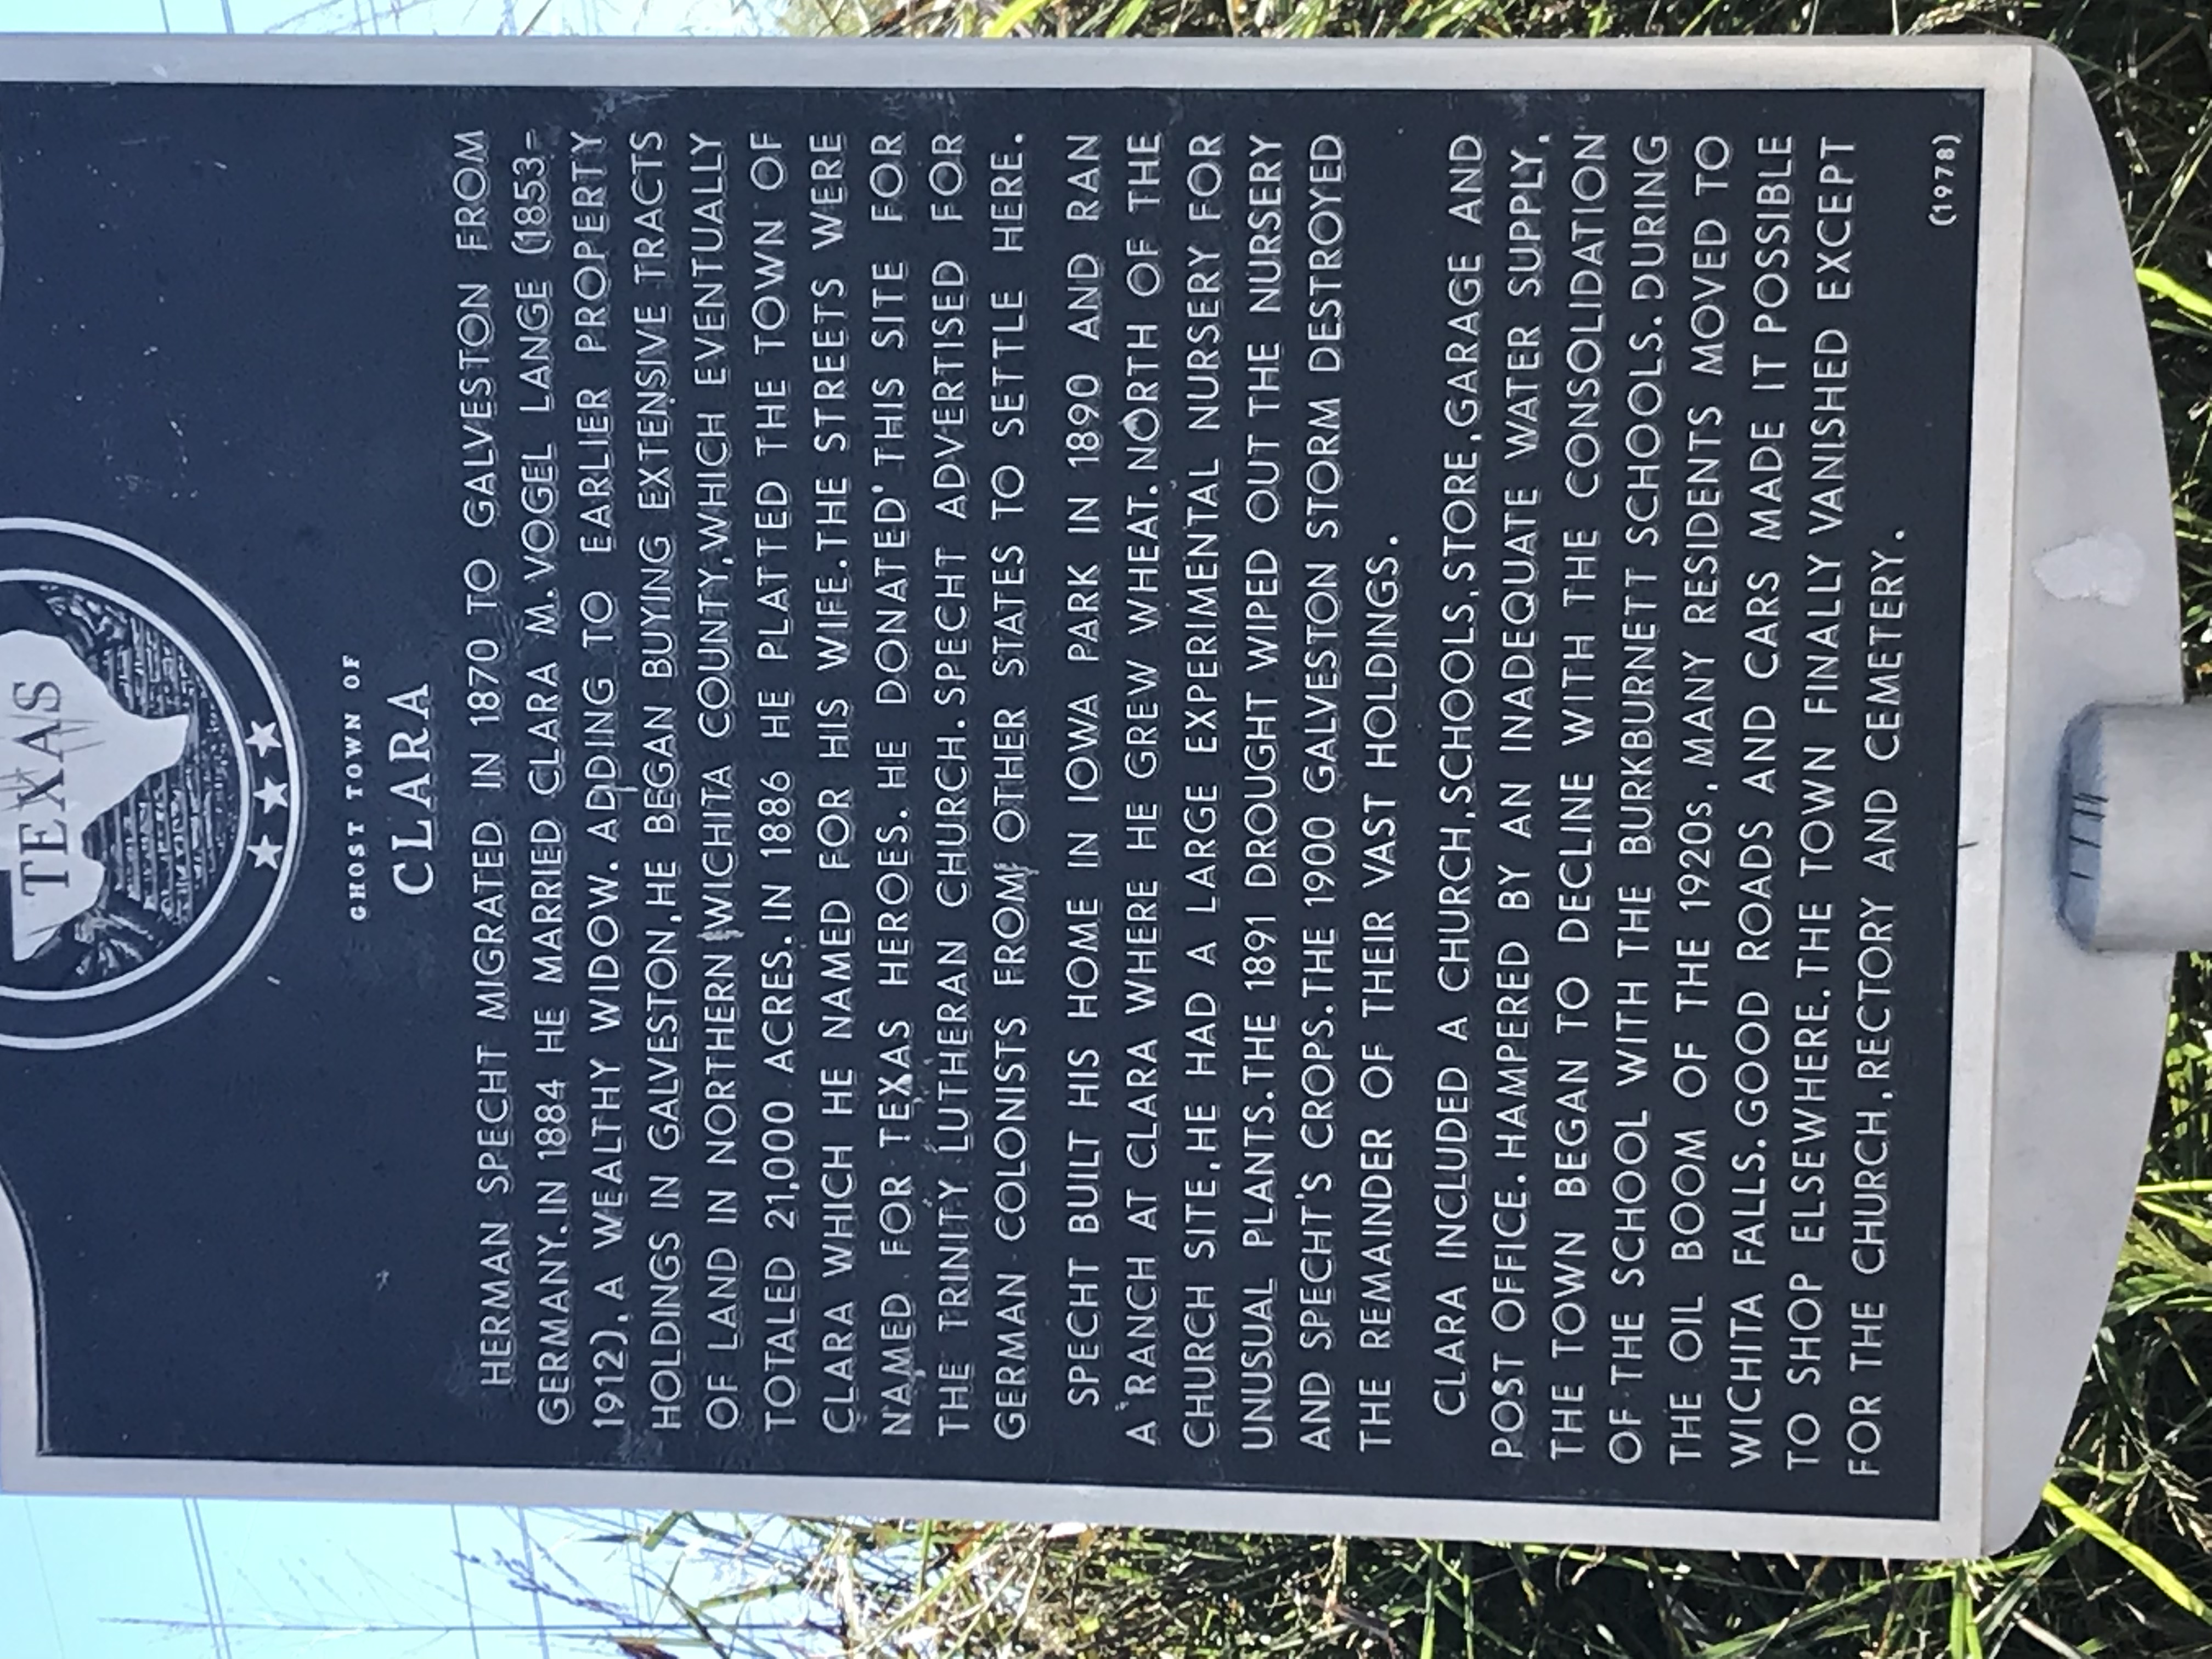 TEXAS
GHOST TOWN OF
CLARA
HERMAN SPECHT MIGRATED IN 1870 TO GALVESTON FROM
GERMANY. IN 1884 HE MARRIED CLARA M. VOGEL LANGE (1853-
1912), A WEALTHY WIDOW. ADDING TO EARLIER PROPERTY
HOLDINGS IN GALVESTON, HE BEGAN BUYING EXTENSIVE TRACTS
OF LAND IN NORTHERN WICHITA COUNTY, WHICH EVENTUALLY
TOTALED 21,000 ACRES. IN 1886 HE PLATTED THE TOWN OF
CLARA WHICH HE NAMED FOR HIS WIFE. THE STREETS WERE
NAMED FOR TEXAS HEROES. HE DONATED THIS SITE FOR
THE TRINITY LUTHERAN CHURCH. SPECHT ADVERTISED FOR
GERMAN COLONISTS FROM OTHER STATES TO SETTLE HERE.
SPECHT BUILT HIS HOME IN IOWA PARK IN 1890 AND RAN
A RANCH AT CLARA WHERE HE GREW WHEAT. NORTH OF THE
CHURCH SITE, HE HAD A LARGE EXPERIMENTAL NURSERY FOR
UNUSUAL PLANTS. THE 1891 DROUGHT WIPED OUT THE NURSERY
AND SPECHT'S CROPS. THE 1900 GALVESTON STORM DESTROYED
THE REMAINDER OF THEIR VAST HOLDINGS.
CLARA INCLUDED A CHURCH, SCHOOLS, STORE, GARAGE AND
POST OFFICE. HAMPERED BY AN INADEQUATE WATER SUPPLY,
THE TOWN BEGAN TO DECLINE WITH THE CONSOLIDATION
OF THE SCHOOL WITH THE BURKBURNETT SCHOOLS. DURING
THE OIL BOOM OF THE 1920s, MANY RESIDENTS MOVED TO
WICHITA FALLS. GOOD ROADS AND CARS MADE IT POSSIBLE
TO SHOP ELSEWHERE. THE TOWN FINALLY VANISHED EXCEPT
FOR THE CHURCH, RECTORY AND CEMETERY.
(1978)